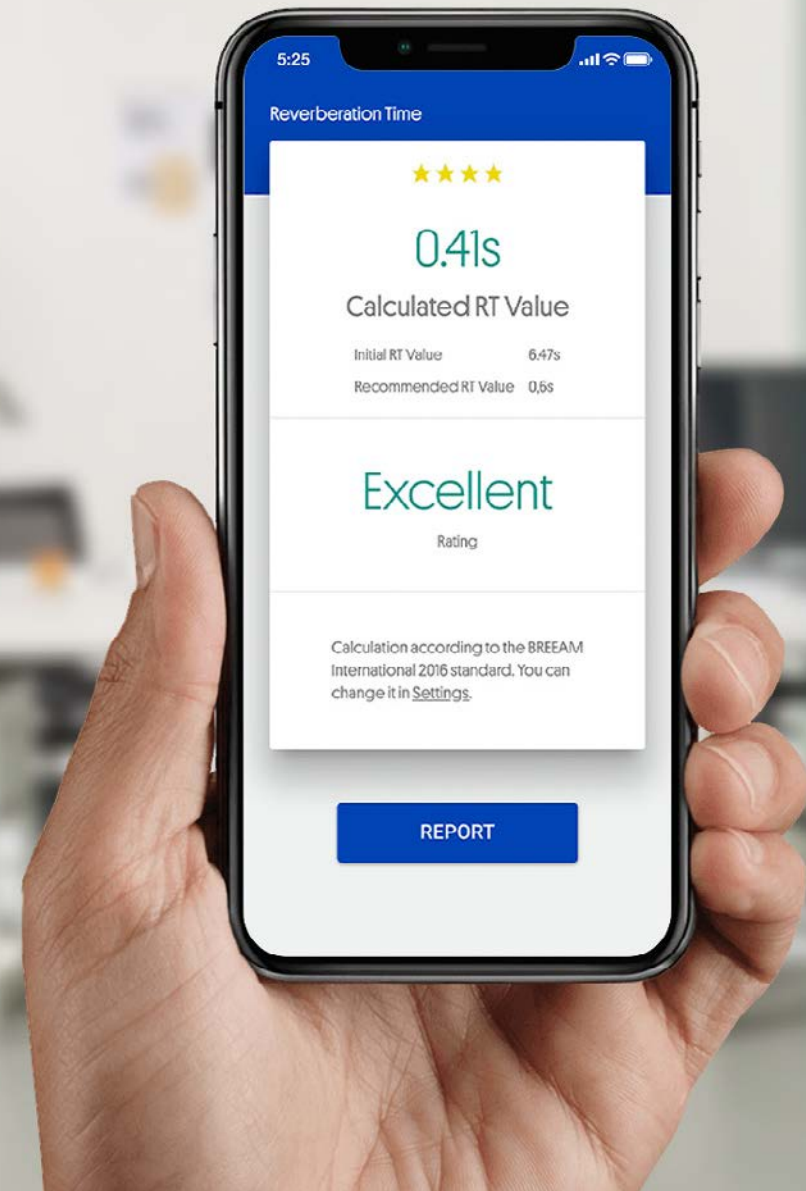 5:25
Reverberation Time
0.41s
Calculated RT Value
Initial RT Value 6.47s
Recommended RT Value 0,6s
Excellent
Rating
Calculation according to the BREEAM
International 2016 standard. You can
change it in Settings.
REPORT